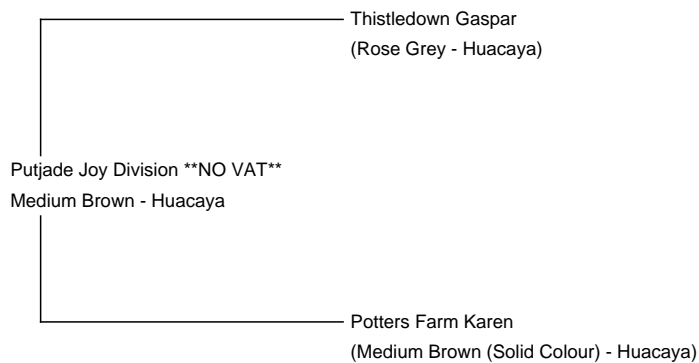 Thistledown Gaspar
(Rose Grey - Huacaya)
Putjade Joy Division **NO VAT**
Medium Brown - Huacaya
Potters Farm Karen
(Medium Brown (Solid Colour) - Huacaya)